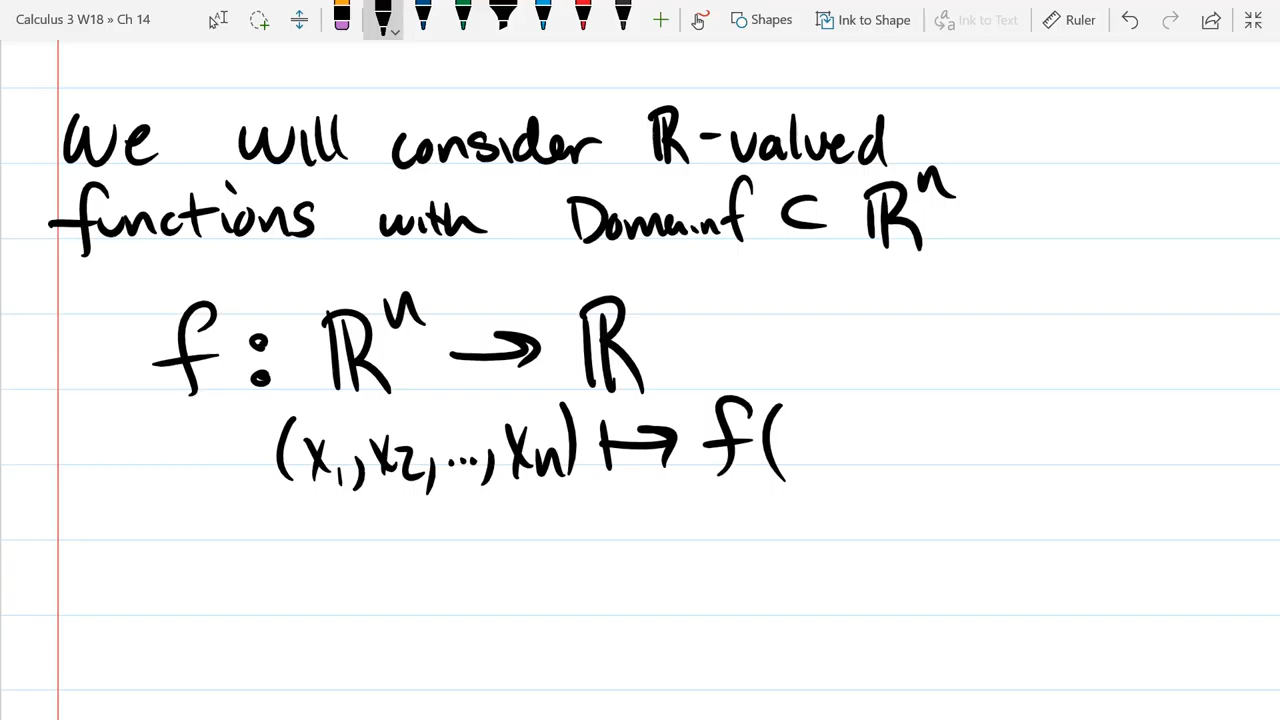 Calculus 3 W18 » Ch 14
Shapes
Ink to Shape
Ink to Text
Ruler
We will consider ℝ-valued
functions with Domainf ⊂ ℝⁿ
f : ℝⁿ → ℝ
(x₁, x₂, ..., xₙ) ↦ f(